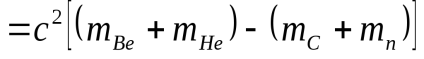 =c²[(m_Be + m_He) − (m_C + m_n)]